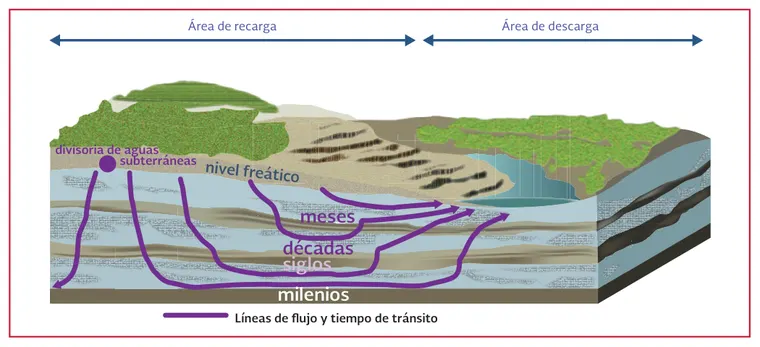 Área de recarga
Área de descarga
divisoria de aguas
subterráneas
nivel freático
meses
décadas
siglos
milenios
Líneas de flujo y tiempo de tránsito